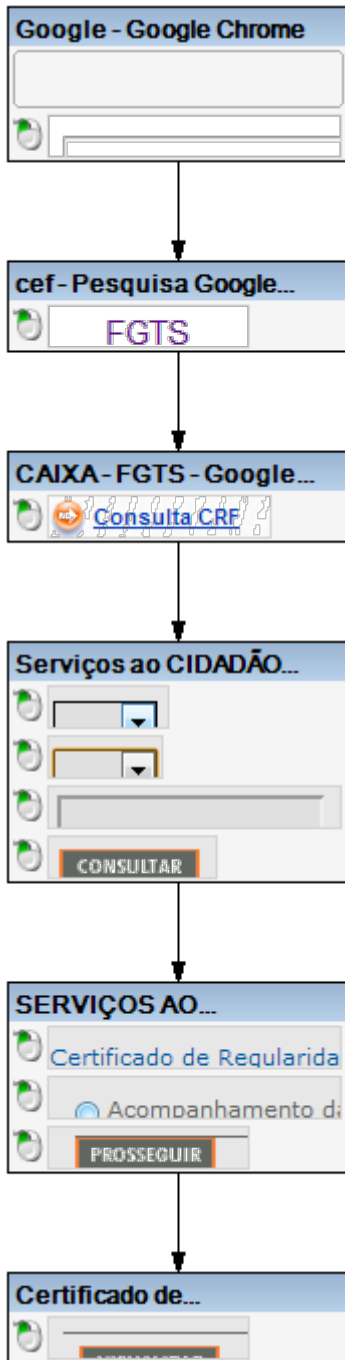 Google - Google Chrome
cef - Pesquisa Google...
FGTS
CAIXA - FGTS - Google...
Consulta CRF
Serviços ao CIDADÃO...
CONSULTAR
SERVIÇOS AO...
Certificado de Regularida
Acompanhamento da
PROSSEGUIR
Certificado de...